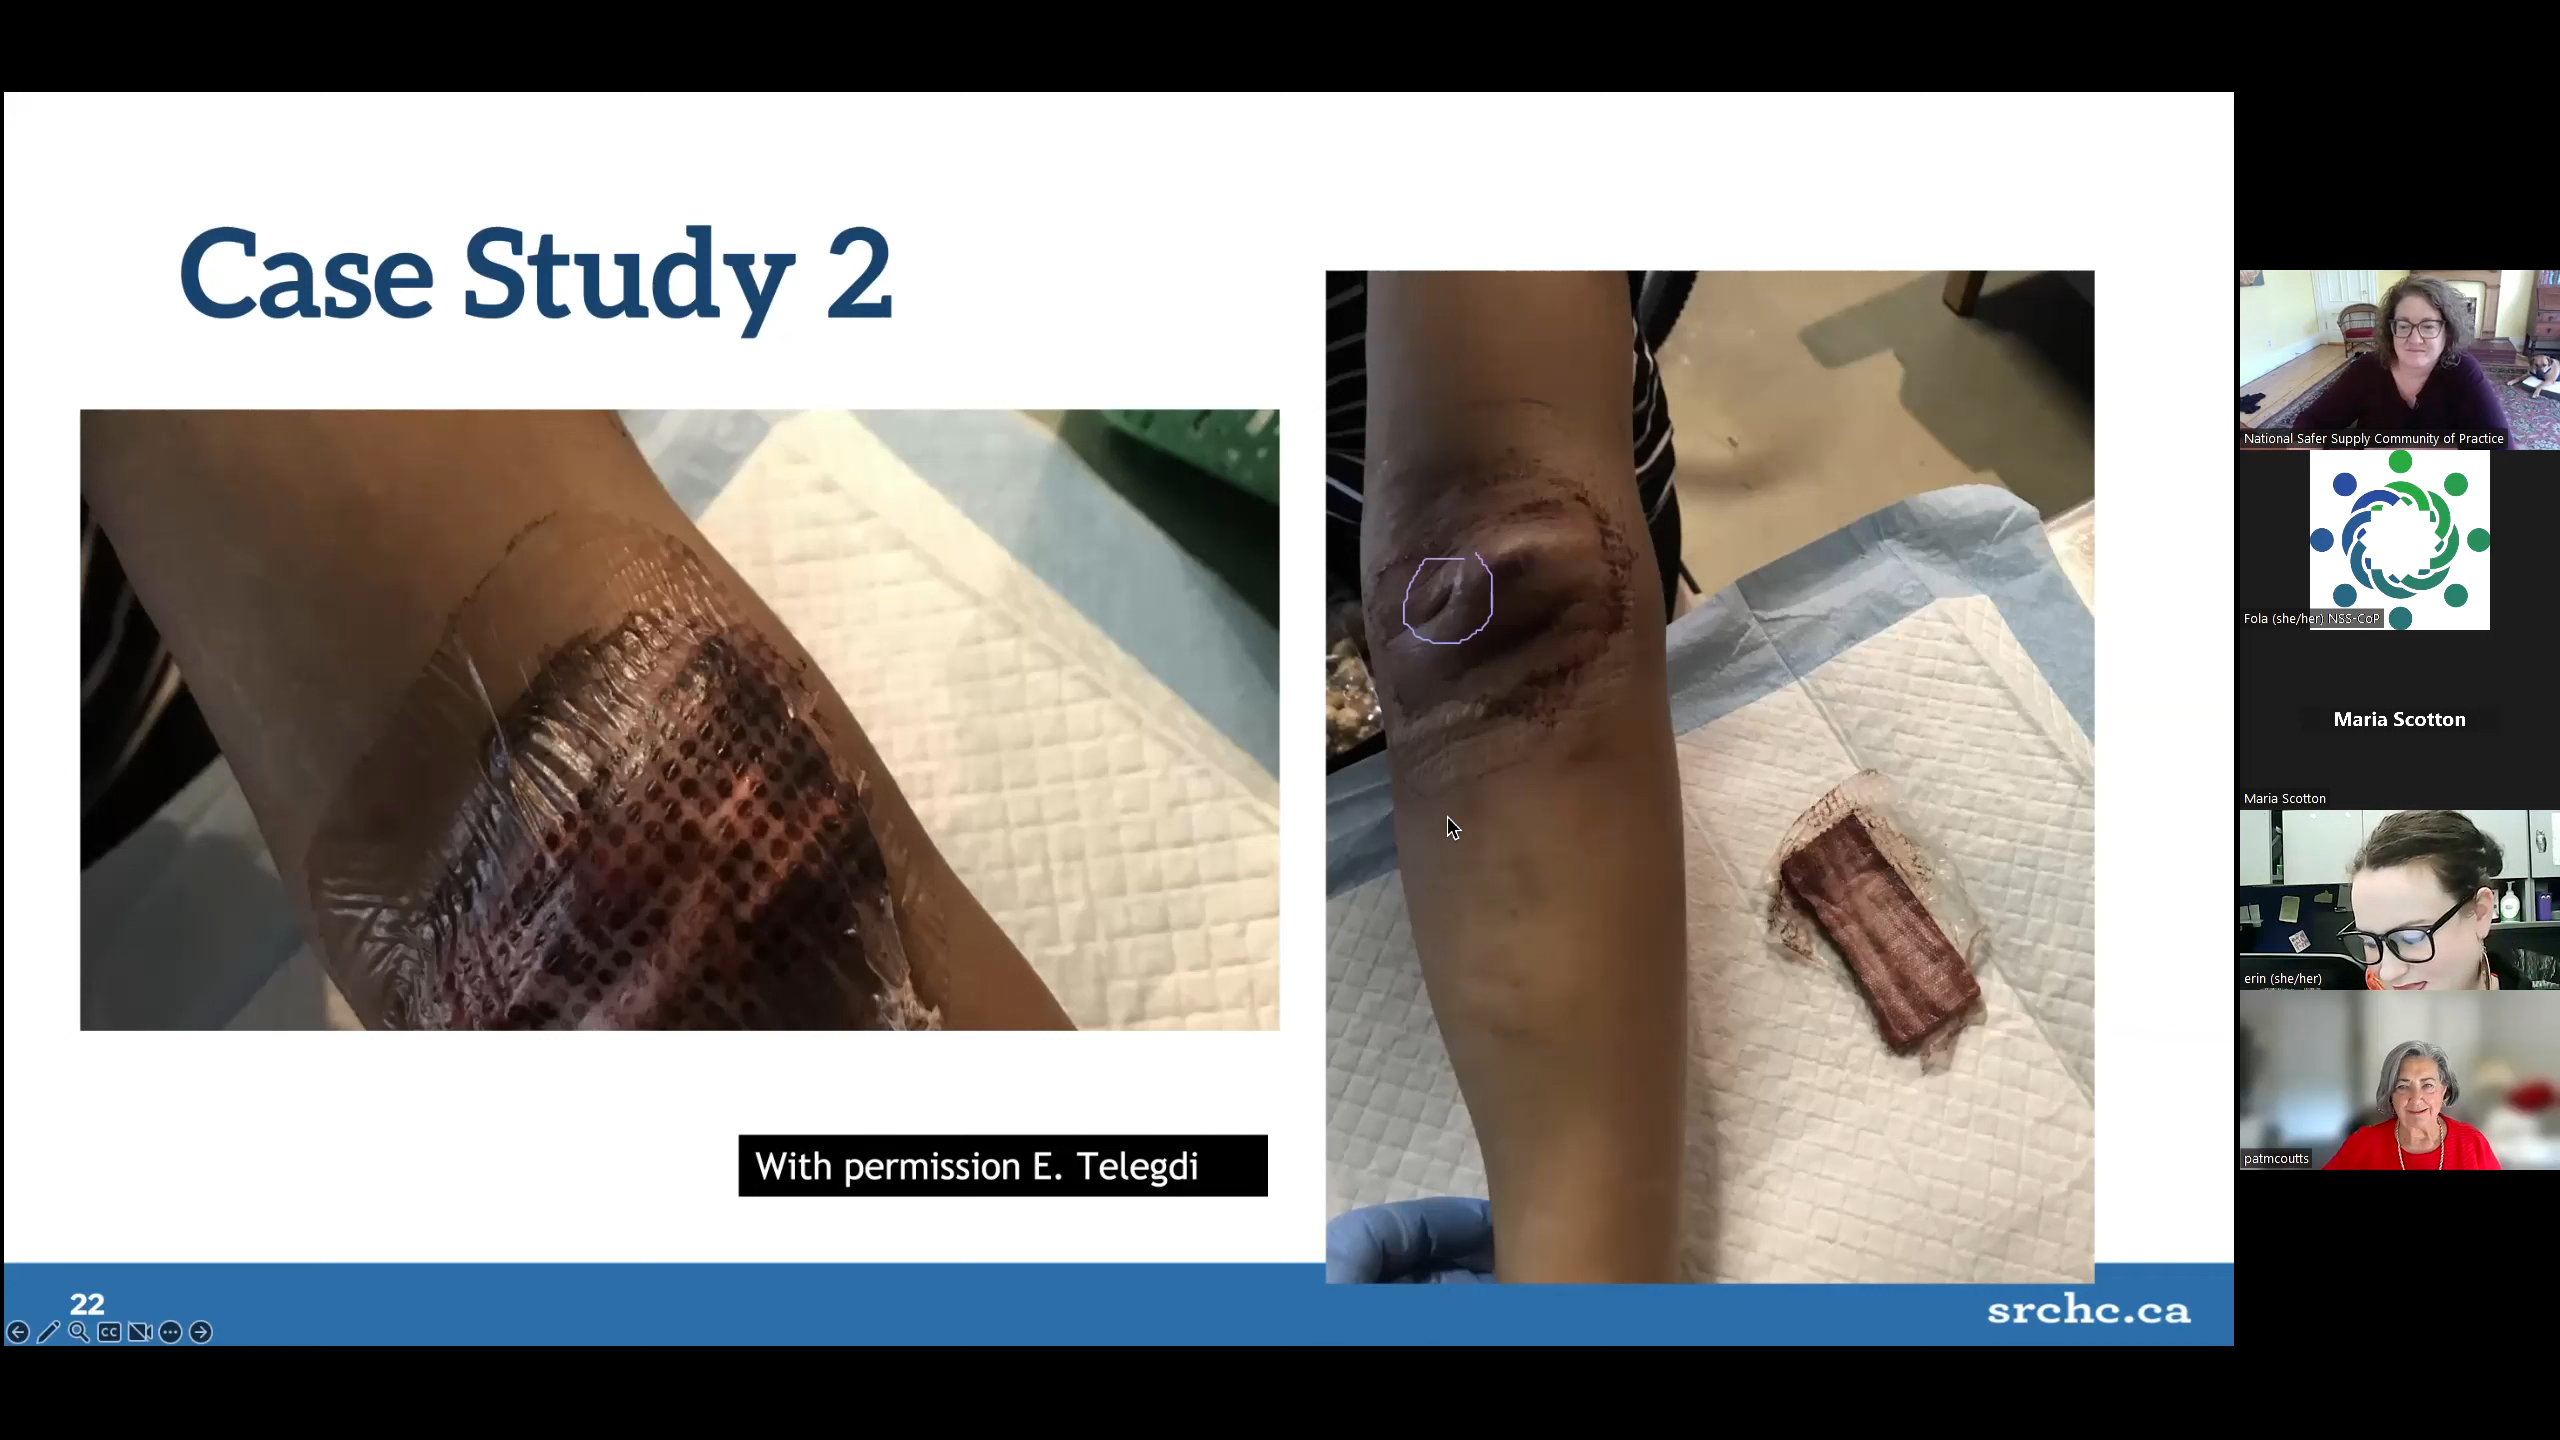 Case Study 2
With permission E. Telegdi
22
CC
srchc.ca
National Safer Supply Community of Practice
Fola (she/her) NSS-CoP
Maria Scotton
Maria Scotton
erin (she/her)
patmcoutts